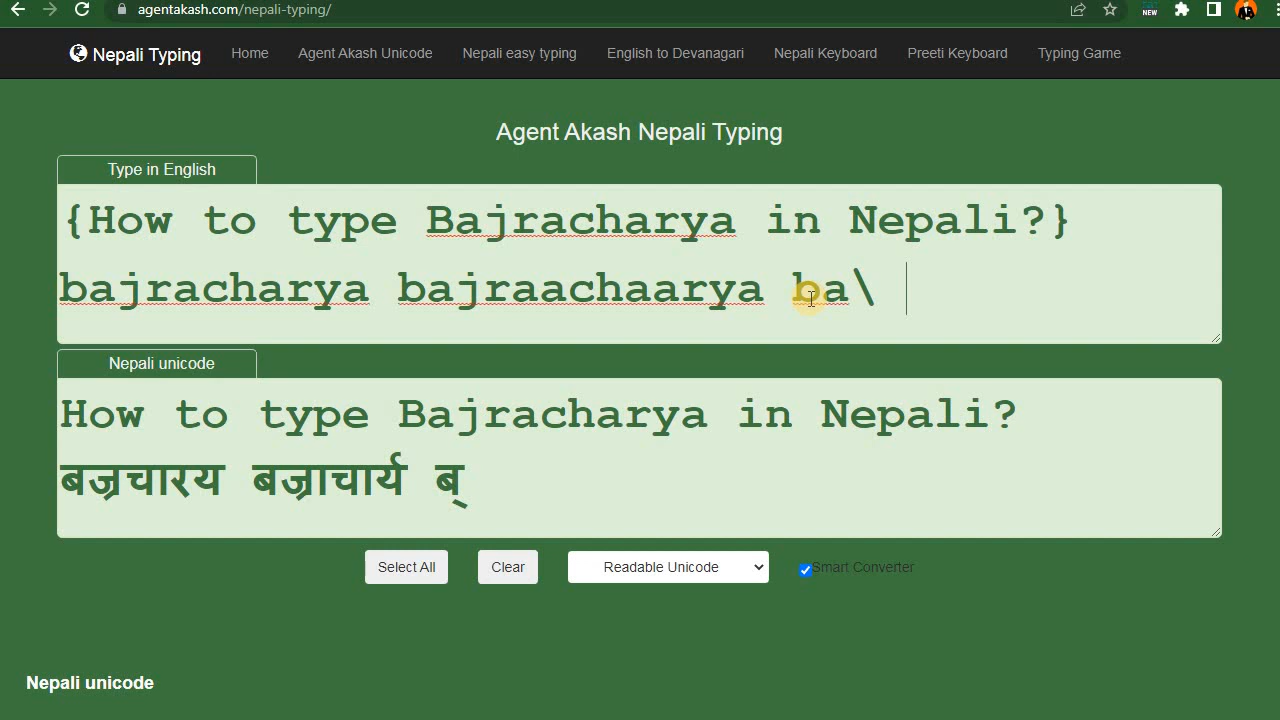 agentakash.com/nepali-typing/
NEW
Nepali Typing Home Agent Akash Unicode Nepali easy typing English to Devanagari Nepali Keyboard Preeti Keyboard Typing Game
Agent Akash Nepali Typing
Type in English
{How to type Bajracharya in Nepali?}
bajracharya bajraachaarya ba\
Nepali unicode
How to type Bajracharya in Nepali?
बज्रचारय बज्राचार्य ब्
Select All Clear Readable Unicode Smart Converter
Nepali unicode